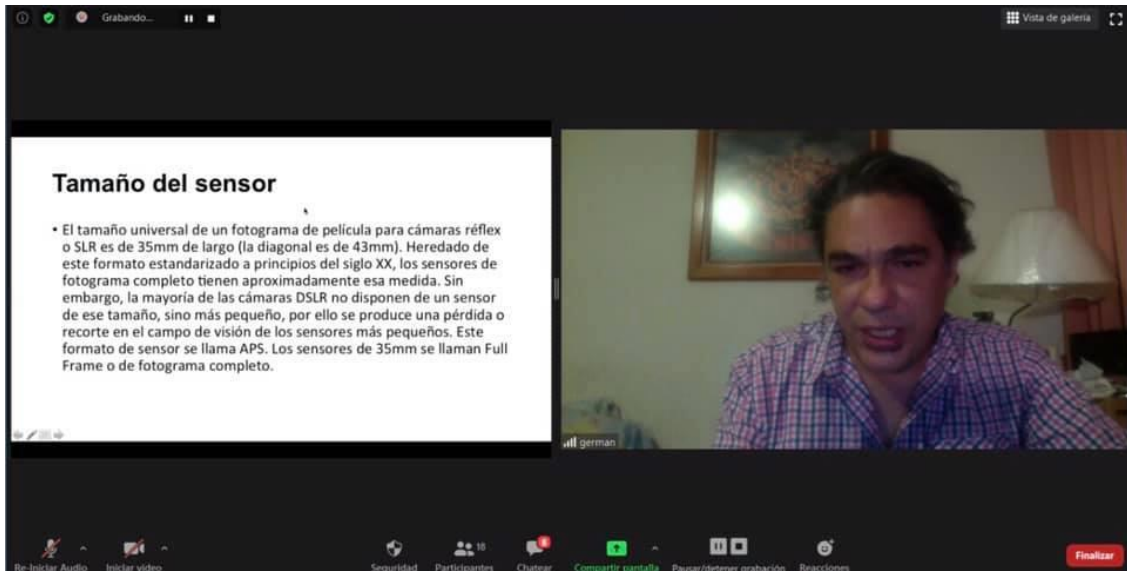 Grabando...
Vista de galería
Tamaño del sensor
• El tamaño universal de un fotograma de película para cámaras réflex
o SLR es de 35mm de largo (la diagonal es de 43mm). Heredado de
este formato estandarizado a principios del siglo XX, los sensores de
fotograma completo tienen aproximadamente esa medida. Sin
embargo, la mayoría de las cámaras DSLR no disponen de un sensor
de ese tamaño, sino más pequeño, por ello se produce una pérdida o
recorte en el campo de visión de los sensores más pequeños. Este
formato de sensor se llama APS. Los sensores de 35mm se llaman Full
Frame o de fotograma completo.
german
Re-Iniciar Audio
Iniciar video
Seguridad
Participantes
Chatear
Compartir pantalla
Pausar/detener grabación
Reacciones
Finalizar